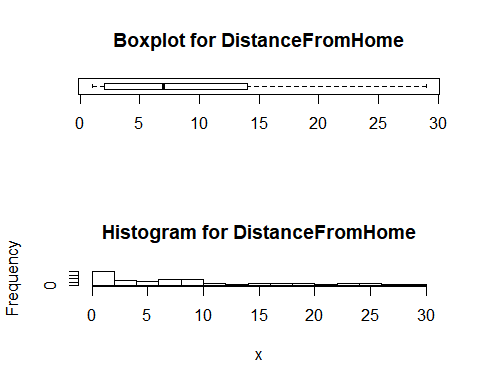 Boxplot for DistanceFromHome
0 5 10 15 20 25 30
Histogram for DistanceFromHome
Frequency
0
0 5 10 15 20 25 30
x